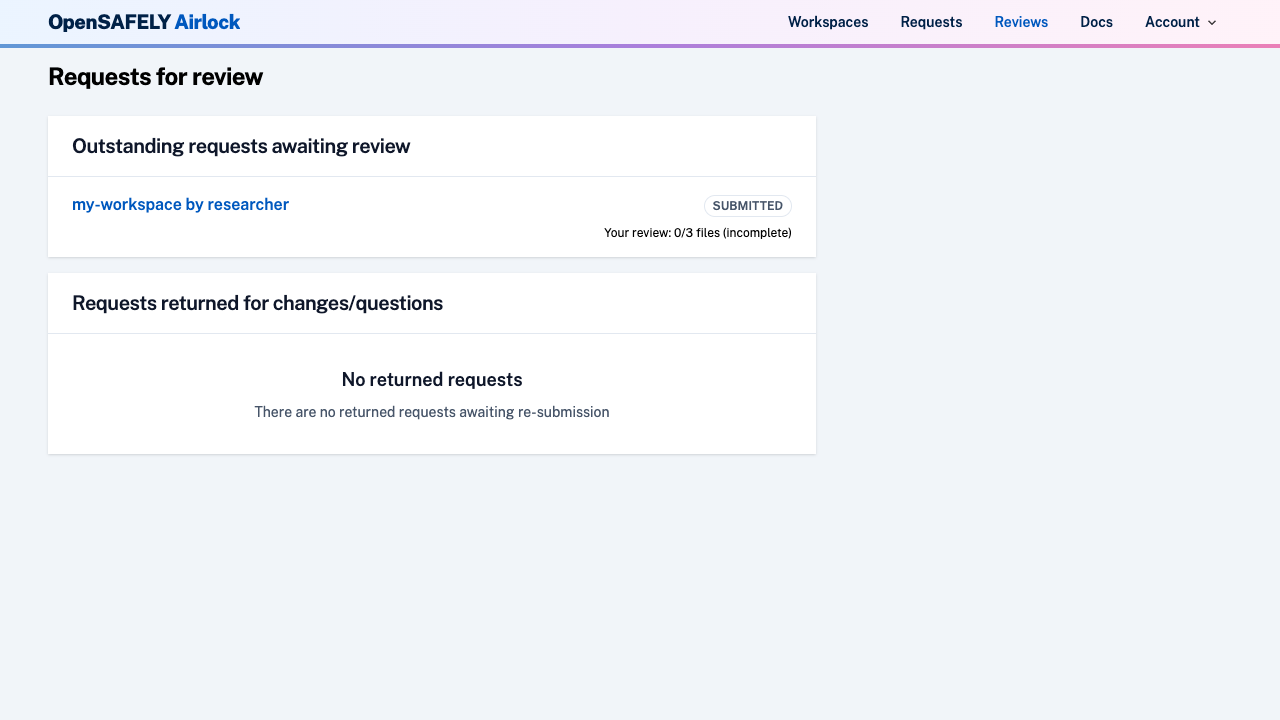 OpenSAFELY Airlock
Workspaces Requests Reviews Docs Account
Requests for review
Outstanding requests awaiting review
my-workspace by researcher SUBMITTED
Your review: 0/3 files (incomplete)
Requests returned for changes/questions
No returned requests
There are no returned requests awaiting re-submission